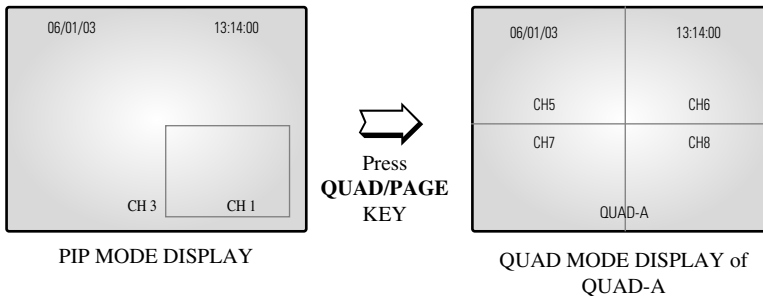 06/01/03 13:14:00
CH 3 CH 1
PIP MODE DISPLAY
Press
QUAD/PAGE
KEY
06/01/03 13:14:00
CH5 CH6
CH7 CH8
QUAD-A
QUAD MODE DISPLAY of
QUAD-A